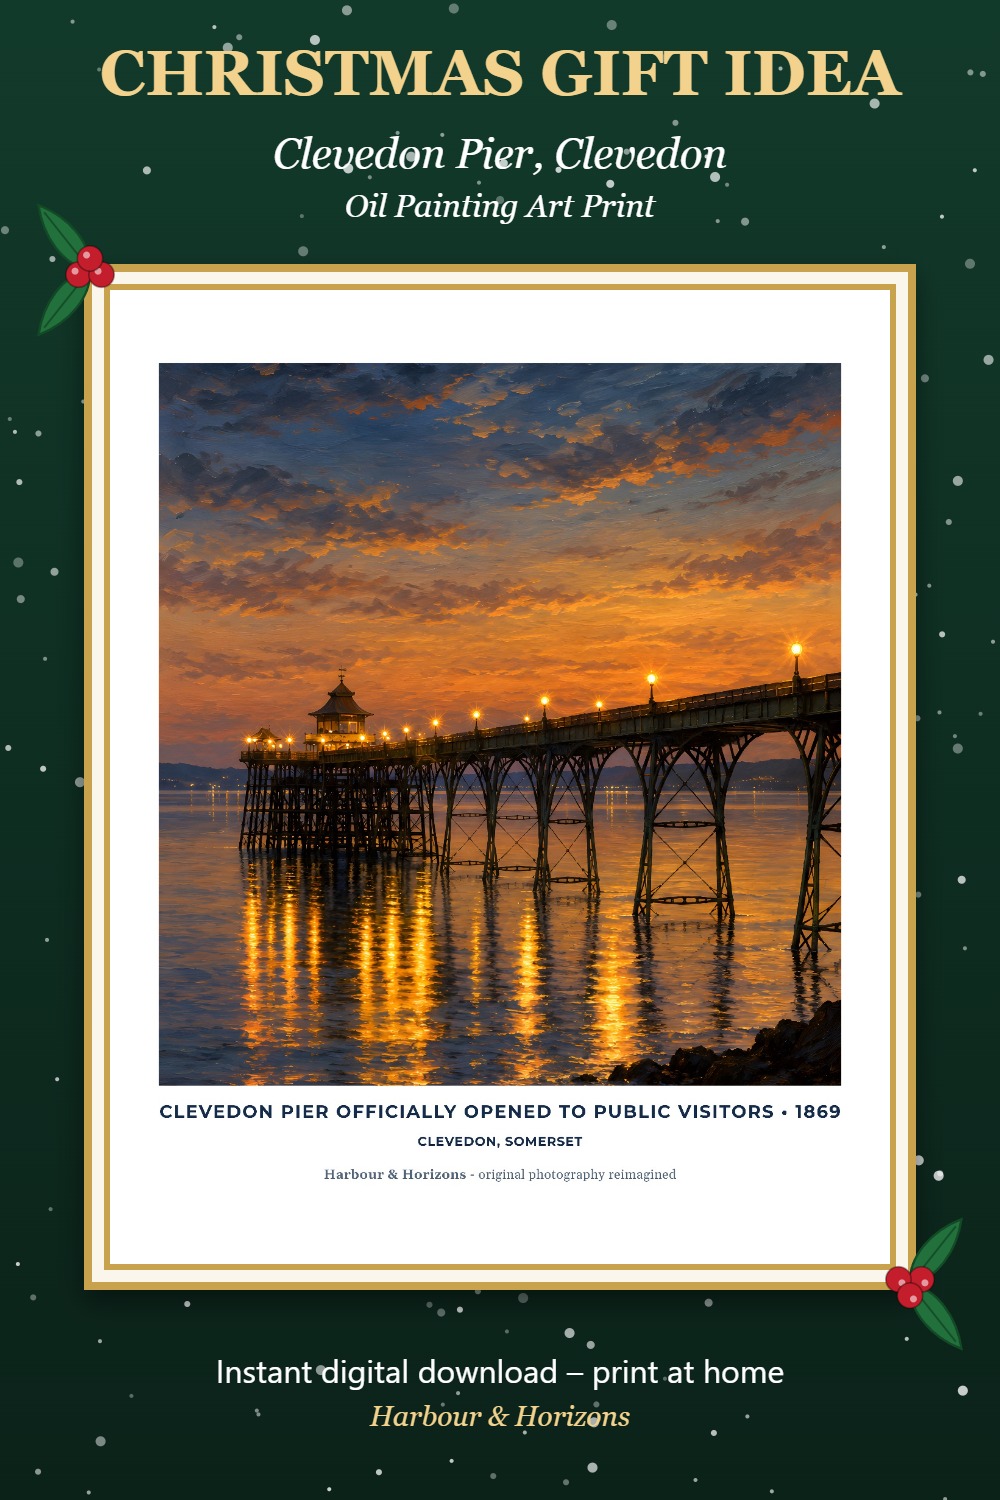 CHRISTMAS GIFT IDEA
Clevedon Pier, Clevedon
Oil Painting Art Print
CLEVEDON PIER OFFICIALLY OPENED TO PUBLIC VISITORS • 1869
CLEVEDON, SOMERSET
Harbour & Horizons - original photography reimagined
Instant digital download – print at home
Harbour & Horizons